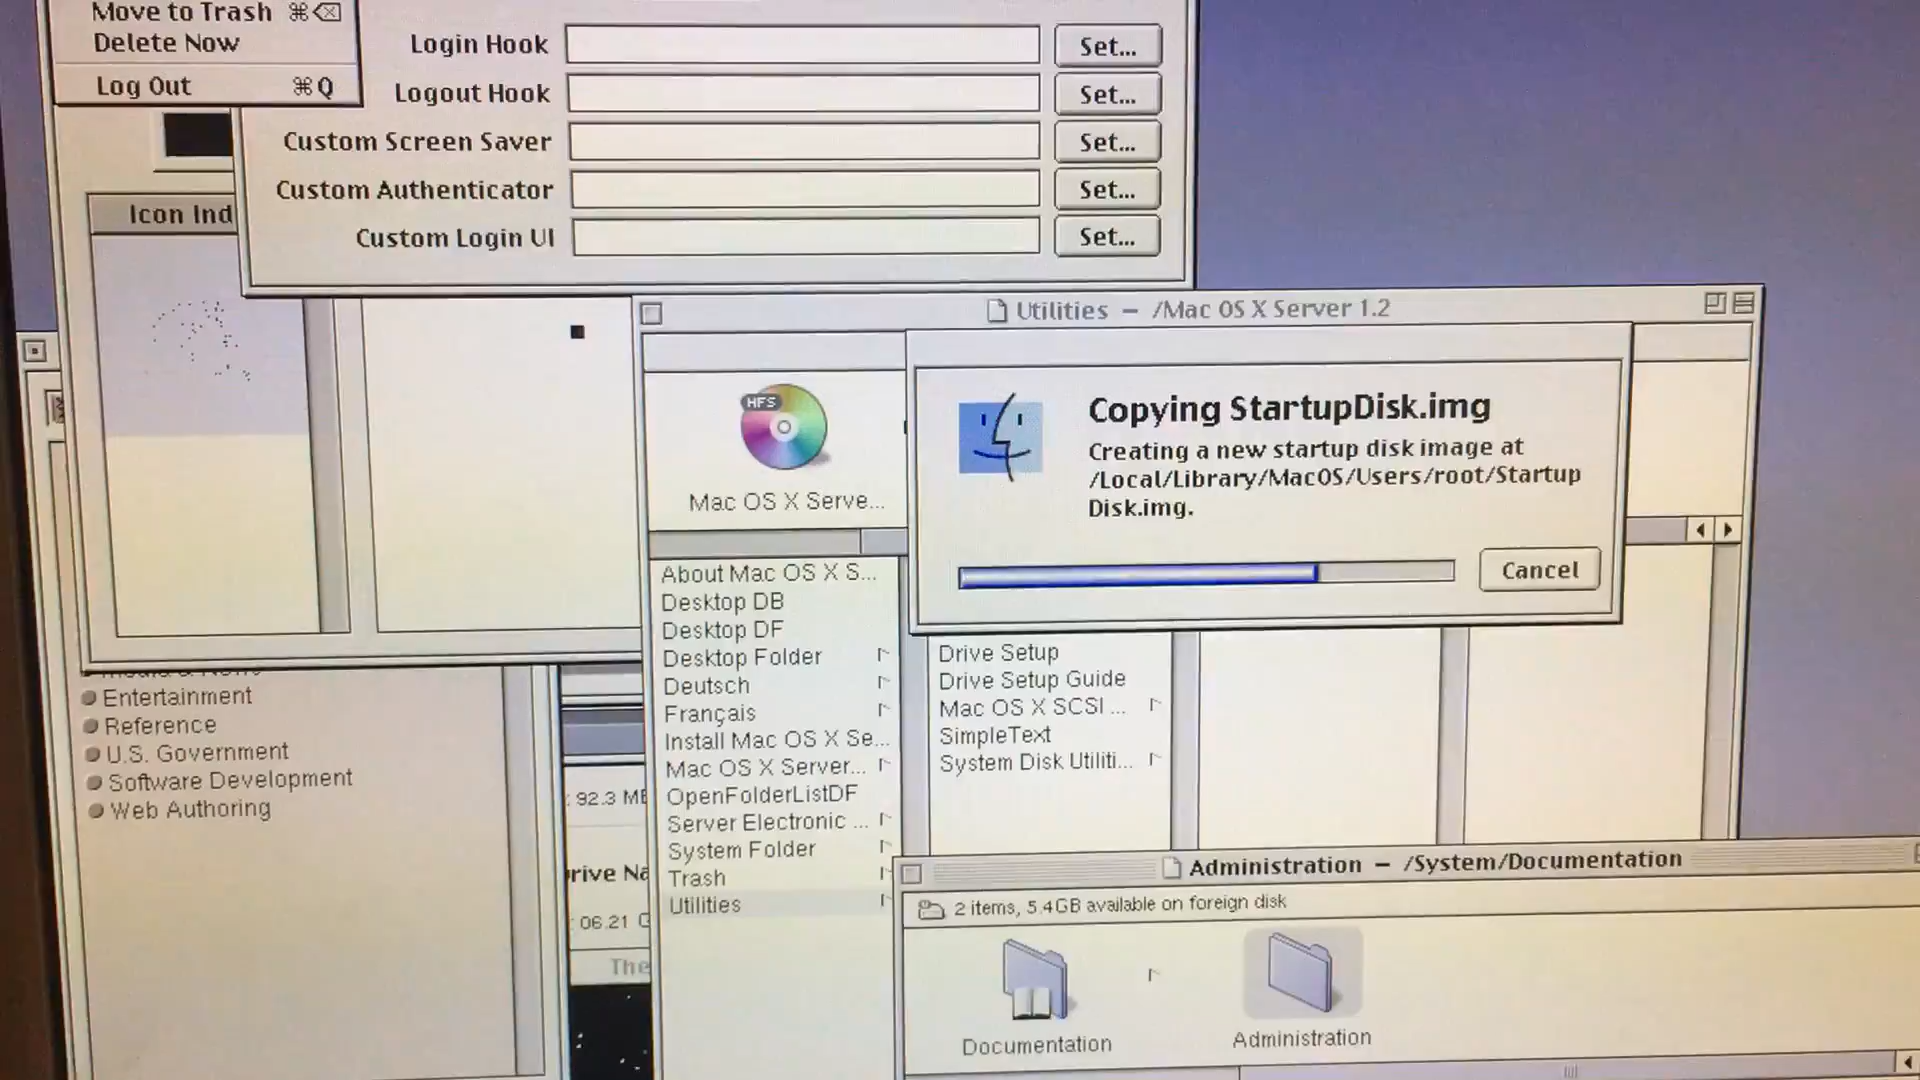 Move to Trash ⌘⌫
Delete Now
Log Out ⌘Q
Login Hook
Set...
Logout Hook
Set...
Custom Screen Saver
Set...
Custom Authenticator
Set...
Custom Login UI
Set...
Icon Ind
Utilities — /Mac OS X Server 1.2
HFS
Mac OS X Serve...
Copying StartupDisk.img
Creating a new startup disk image at
/Local/Library/MacOS/Users/root/Startup
Disk.img.
Cancel
About Mac OS X S...
Desktop DB
Desktop DF
Desktop Folder
Deutsch
Français
Install Mac OS X Se...
Mac OS X Server...
OpenFolderListDF
Server Electronic ...
System Folder
Trash
Utilities
Drive Setup
Drive Setup Guide
Mac OS X SCSI ...
SimpleText
System Disk Utiliti...
Entertainment
Reference
U.S. Government
Software Development
Web Authoring
: 92.3 MB
rive Na
: 06.21 G
The
Administration — /System/Documentation
2 items, 5.4GB available on foreign disk
Documentation
Administration